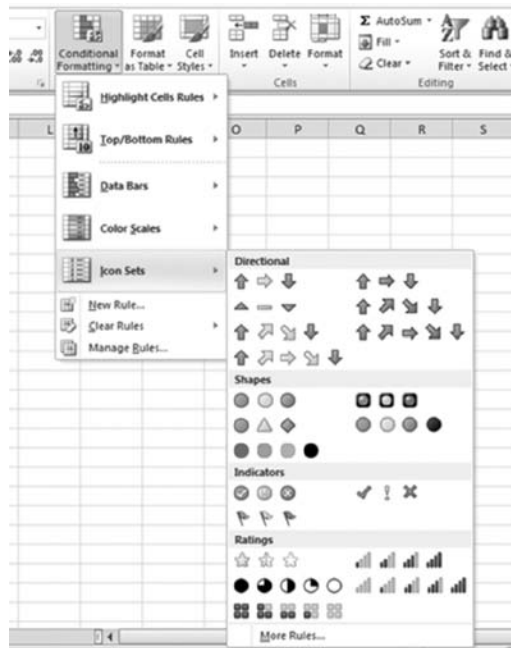 Σ AutoSum
Fill
Clear
Conditional Formatting
Format as Table
Cell Styles
Insert
Delete
Format
Sort & Filter
Find & Select
Cells
Editing
L
O
P
Q
R
S
Highlight Cells Rules
Top/Bottom Rules
Data Bars
Color Scales
Icon Sets
New Rule...
Clear Rules
Manage Rules...
Directional
Shapes
Indicators
Ratings
More Rules...